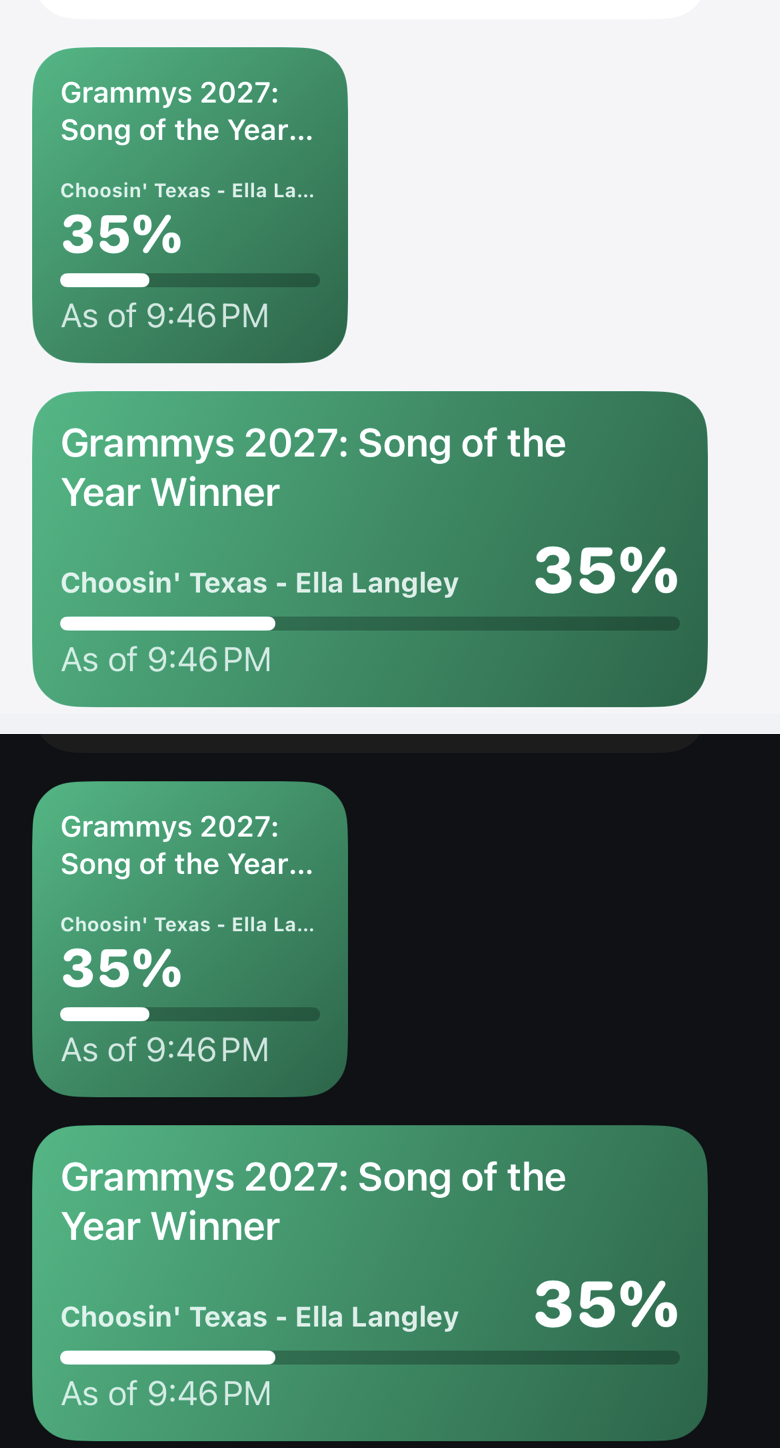 Grammys 2027:
Song of the Year...
Choosin' Texas - Ella La...
35%
As of 9:46 PM
Grammys 2027: Song of the
Year Winner
Choosin' Texas - Ella Langley
35%
As of 9:46 PM
Grammys 2027:
Song of the Year...
Choosin' Texas - Ella La...
35%
As of 9:46 PM
Grammys 2027: Song of the
Year Winner
Choosin' Texas - Ella Langley
35%
As of 9:46 PM